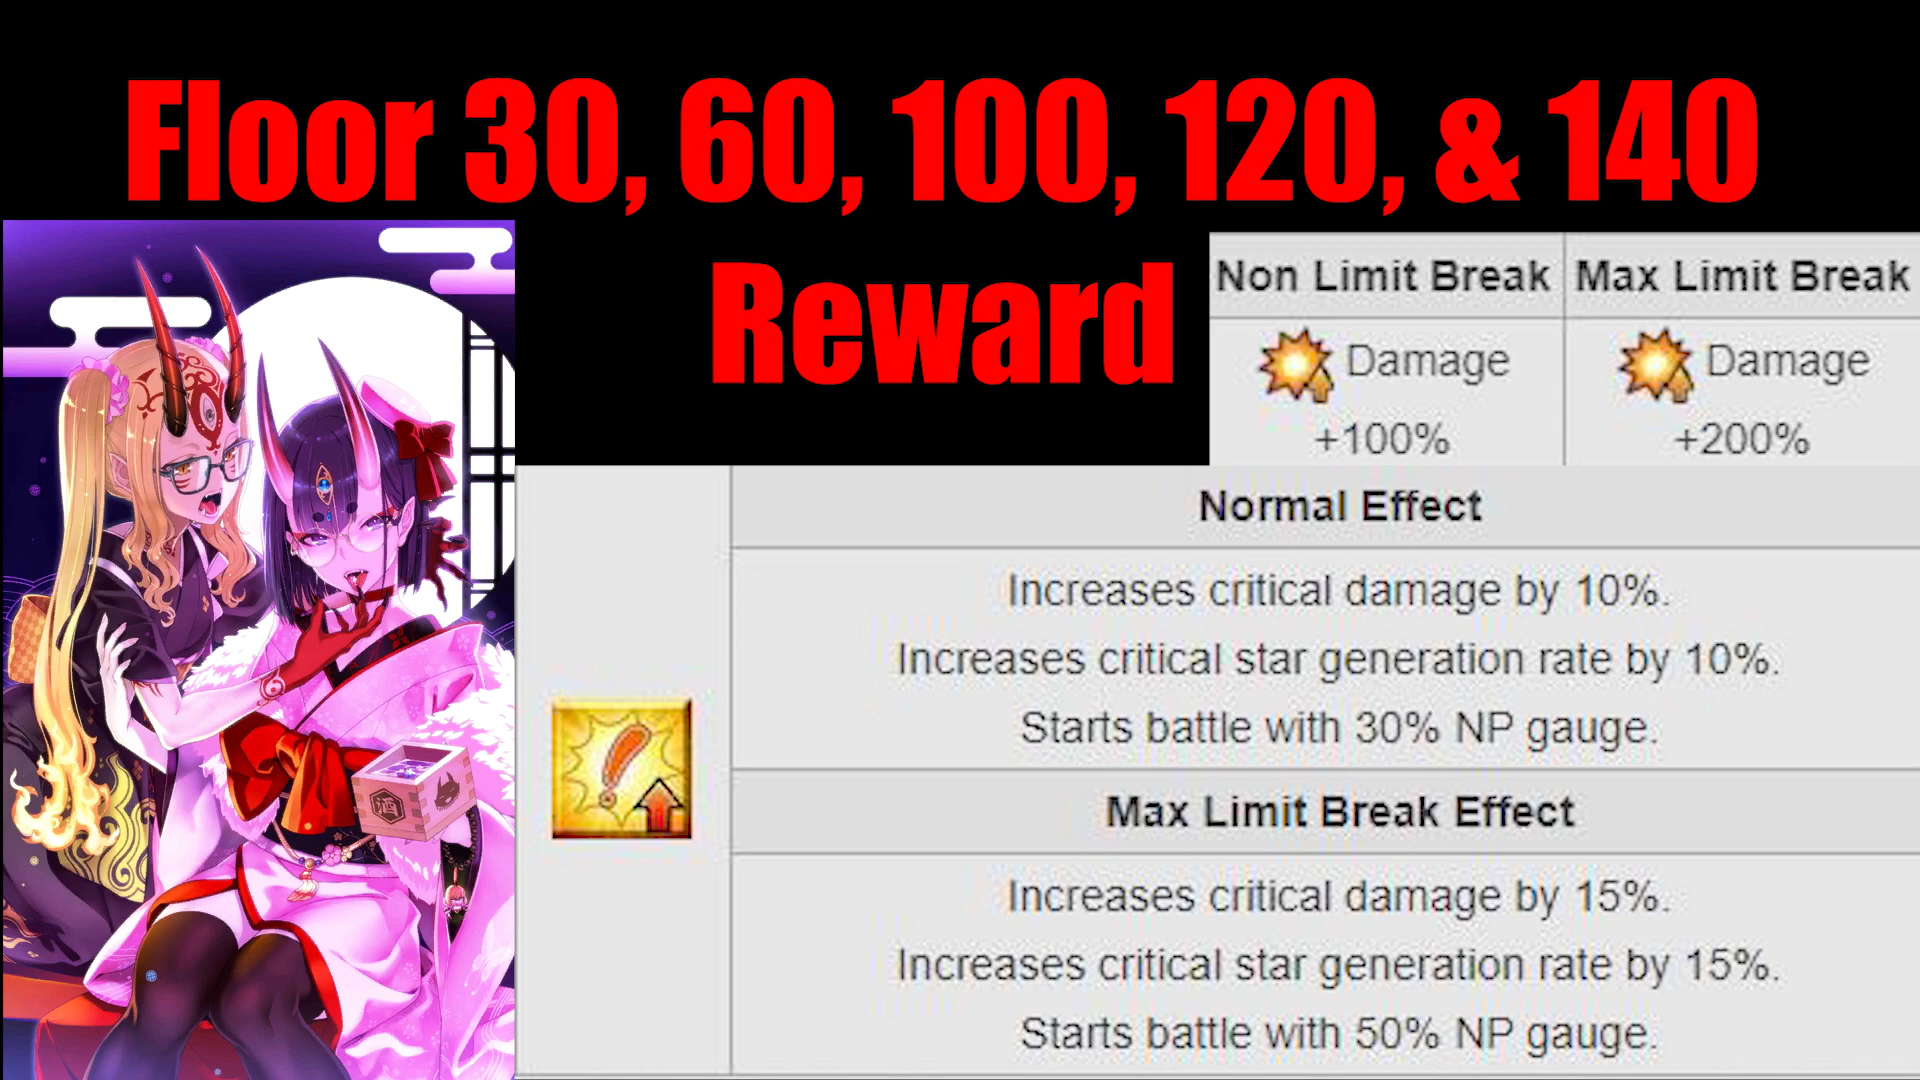 Floor 30, 60, 100, 120, & 140
Reward
Non Limit Break
Max Limit Break
Damage
+100%
Damage
+200%
Normal Effect
Increases critical damage by 10%.
Increases critical star generation rate by 10%.
Starts battle with 30% NP gauge.
Max Limit Break Effect
Increases critical damage by 15%.
Increases critical star generation rate by 15%.
Starts battle with 50% NP gauge.
酒